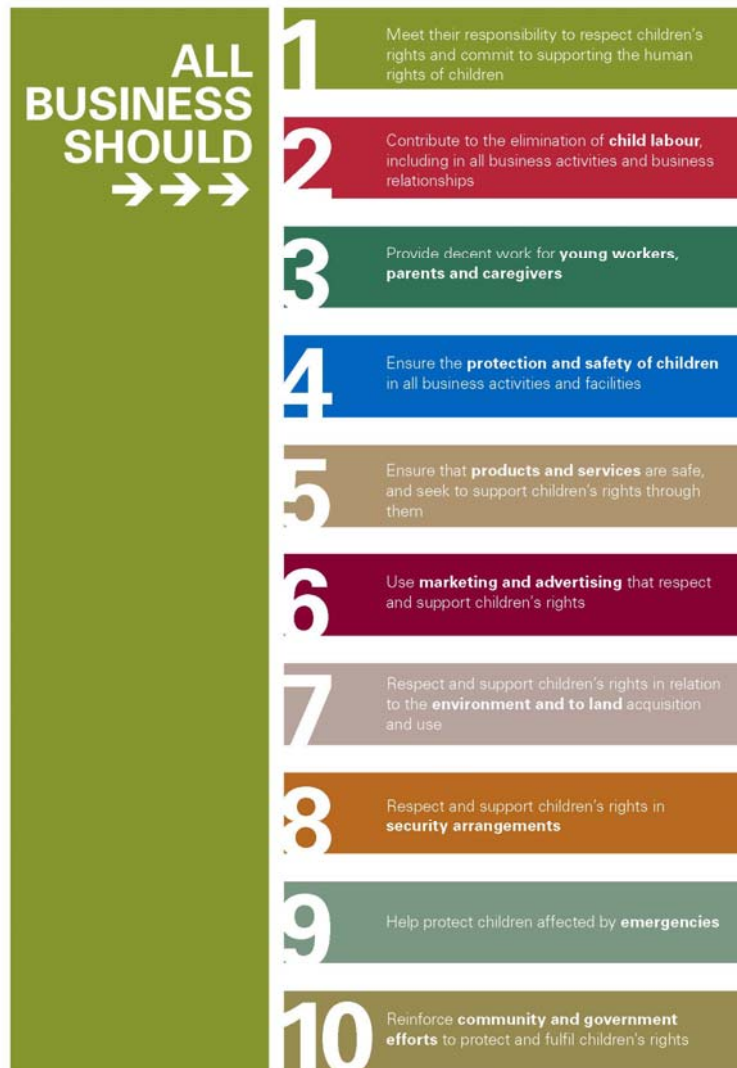 ALL
BUSINESS
SHOULD
→→→
1
Meet their responsibility to respect children's
rights and commit to supporting the human
rights of children
2
Contribute to the elimination of child labour,
including in all business activities and business
relationships
3
Provide decent work for young workers,
parents and caregivers
4
Ensure the protection and safety of children
in all business activities and facilities
5
Ensure that products and services are safe,
and seek to support children's rights through
them
6
Use marketing and advertising that respect
and support children's rights
7
Respect and support children's rights in relation
to the environment and to land acquisition
and use
8
Respect and support children's rights in
security arrangements
9
Help protect children affected by emergencies
10
Reinforce community and government
efforts to protect and fulfil children's rights